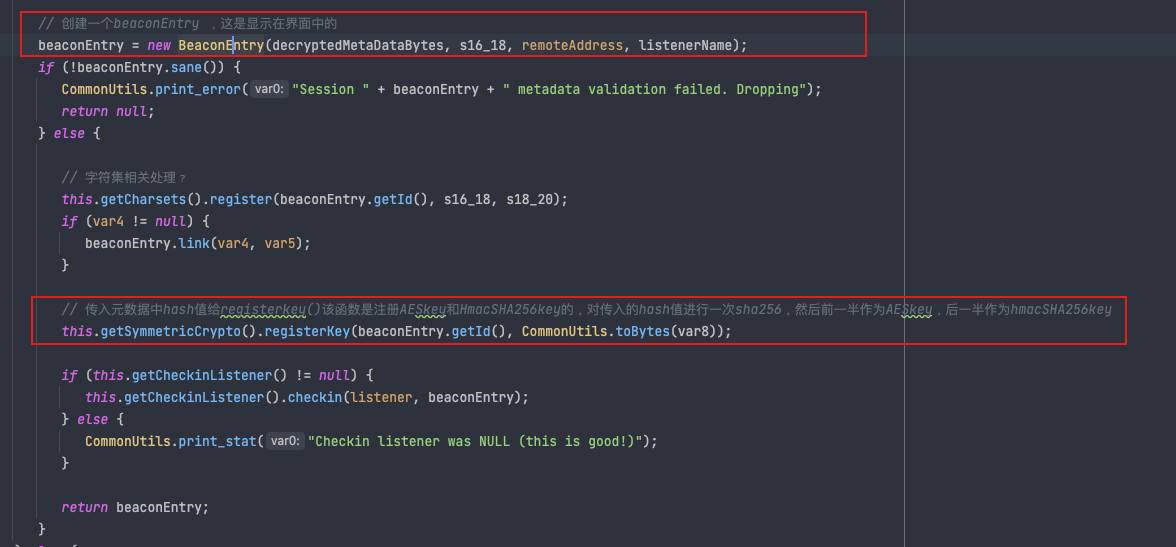 // 创建一个beaconEntry ，这是显示在界面中的
beaconEntry = new BeaconEntry(decryptedMetaDataBytes, s16_18, remoteAddress, listenerName);
if (!beaconEntry.sane()) {
CommonUtils.print_error( var0: "Session " + beaconEntry + " metadata validation failed. Dropping");
return null;
} else {
// 字符集相关处理？
this.getCharsets().register(beaconEntry.getId(), s16_18, s18_20);
if (var4 != null) {
beaconEntry.link(var4, var5);
}
// 传入元数据中hash值给registerkey()该函数是注册AESkey和HmacSHA256key的，对传入的hash值进行一次sha256，然后前一半作为AESkey，后一半作为hmacSHA256key
this.getSymmetricCrypto().registerKey(beaconEntry.getId(), CommonUtils.toBytes(var8));
if (this.getCheckinListener() != null) {
this.getCheckinListener().checkin(listener, beaconEntry);
} else {
CommonUtils.print_stat( var0: "Checkin listener was NULL (this is good!)");
}
return beaconEntry;
}